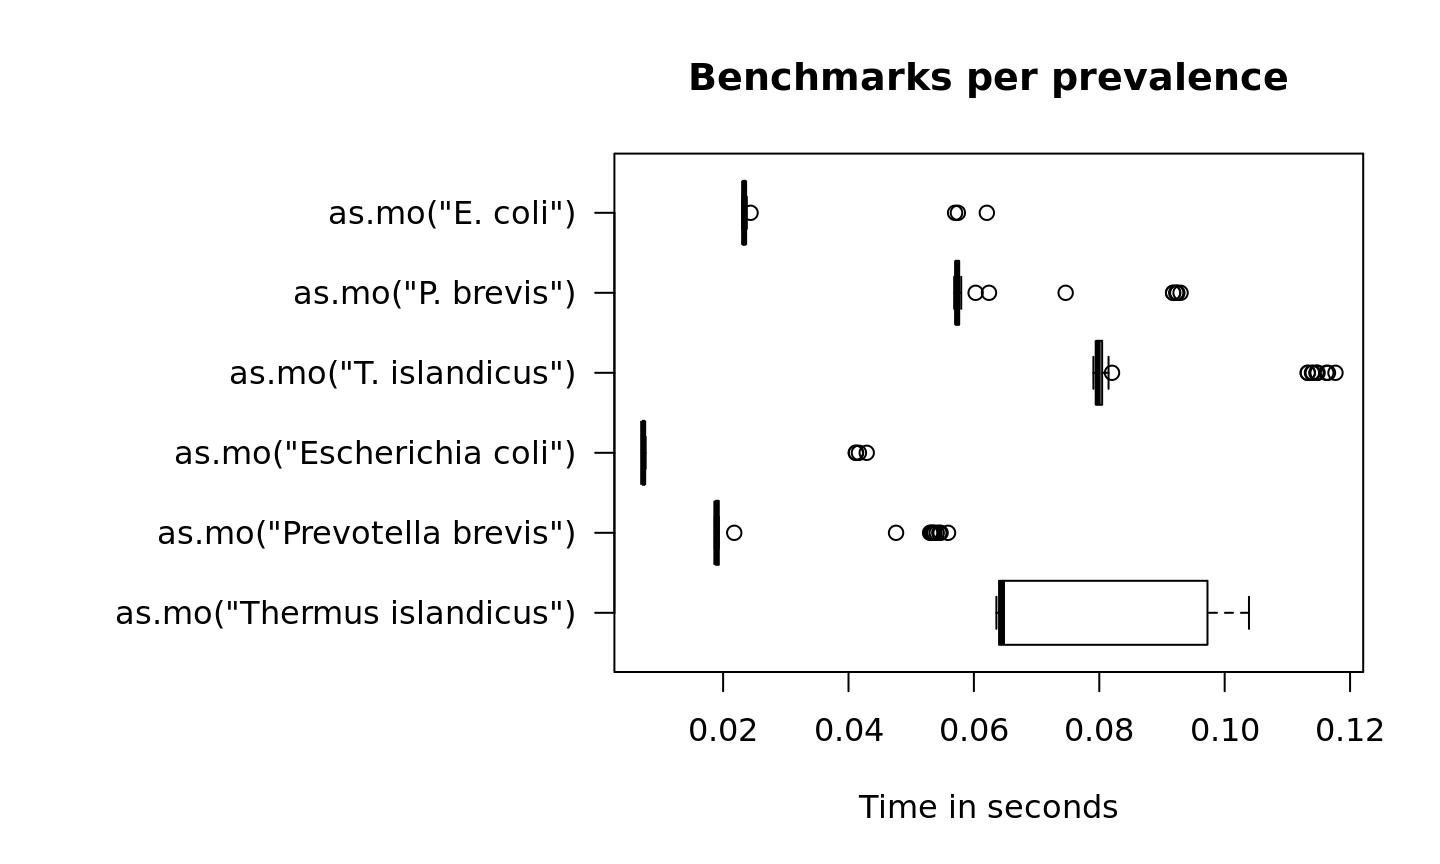 Benchmarks per prevalence
as.mo("E. coli")
as.mo("P. brevis")
as.mo("T. islandicus")
as.mo("Escherichia coli")
as.mo("Prevotella brevis")
as.mo("Thermus islandicus")
0.02 0.04 0.06 0.08 0.10 0.12
Time in seconds